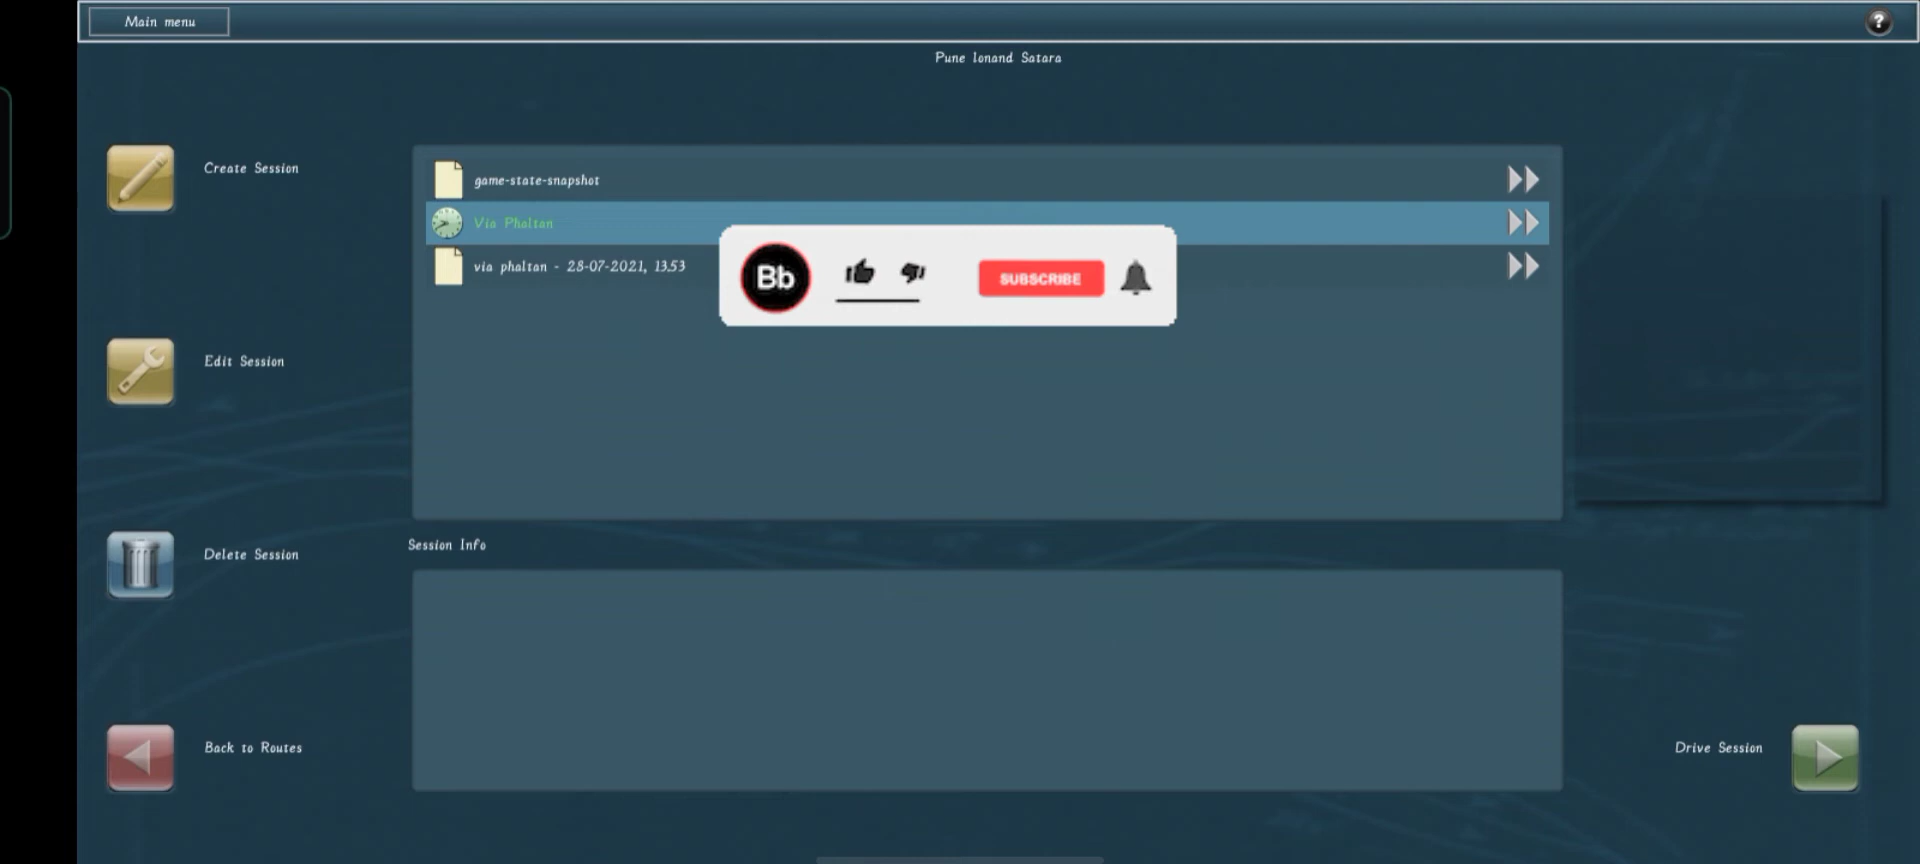 Main menu
?
Pune lonand Satara
Create Session
game-state-snapshot
Via Phaltan
via phaltan - 28-07-2021, 13.53
Bb
SUBSCRIBE
Edit Session
Delete Session
Session Info
Back to Routes
Drive Session